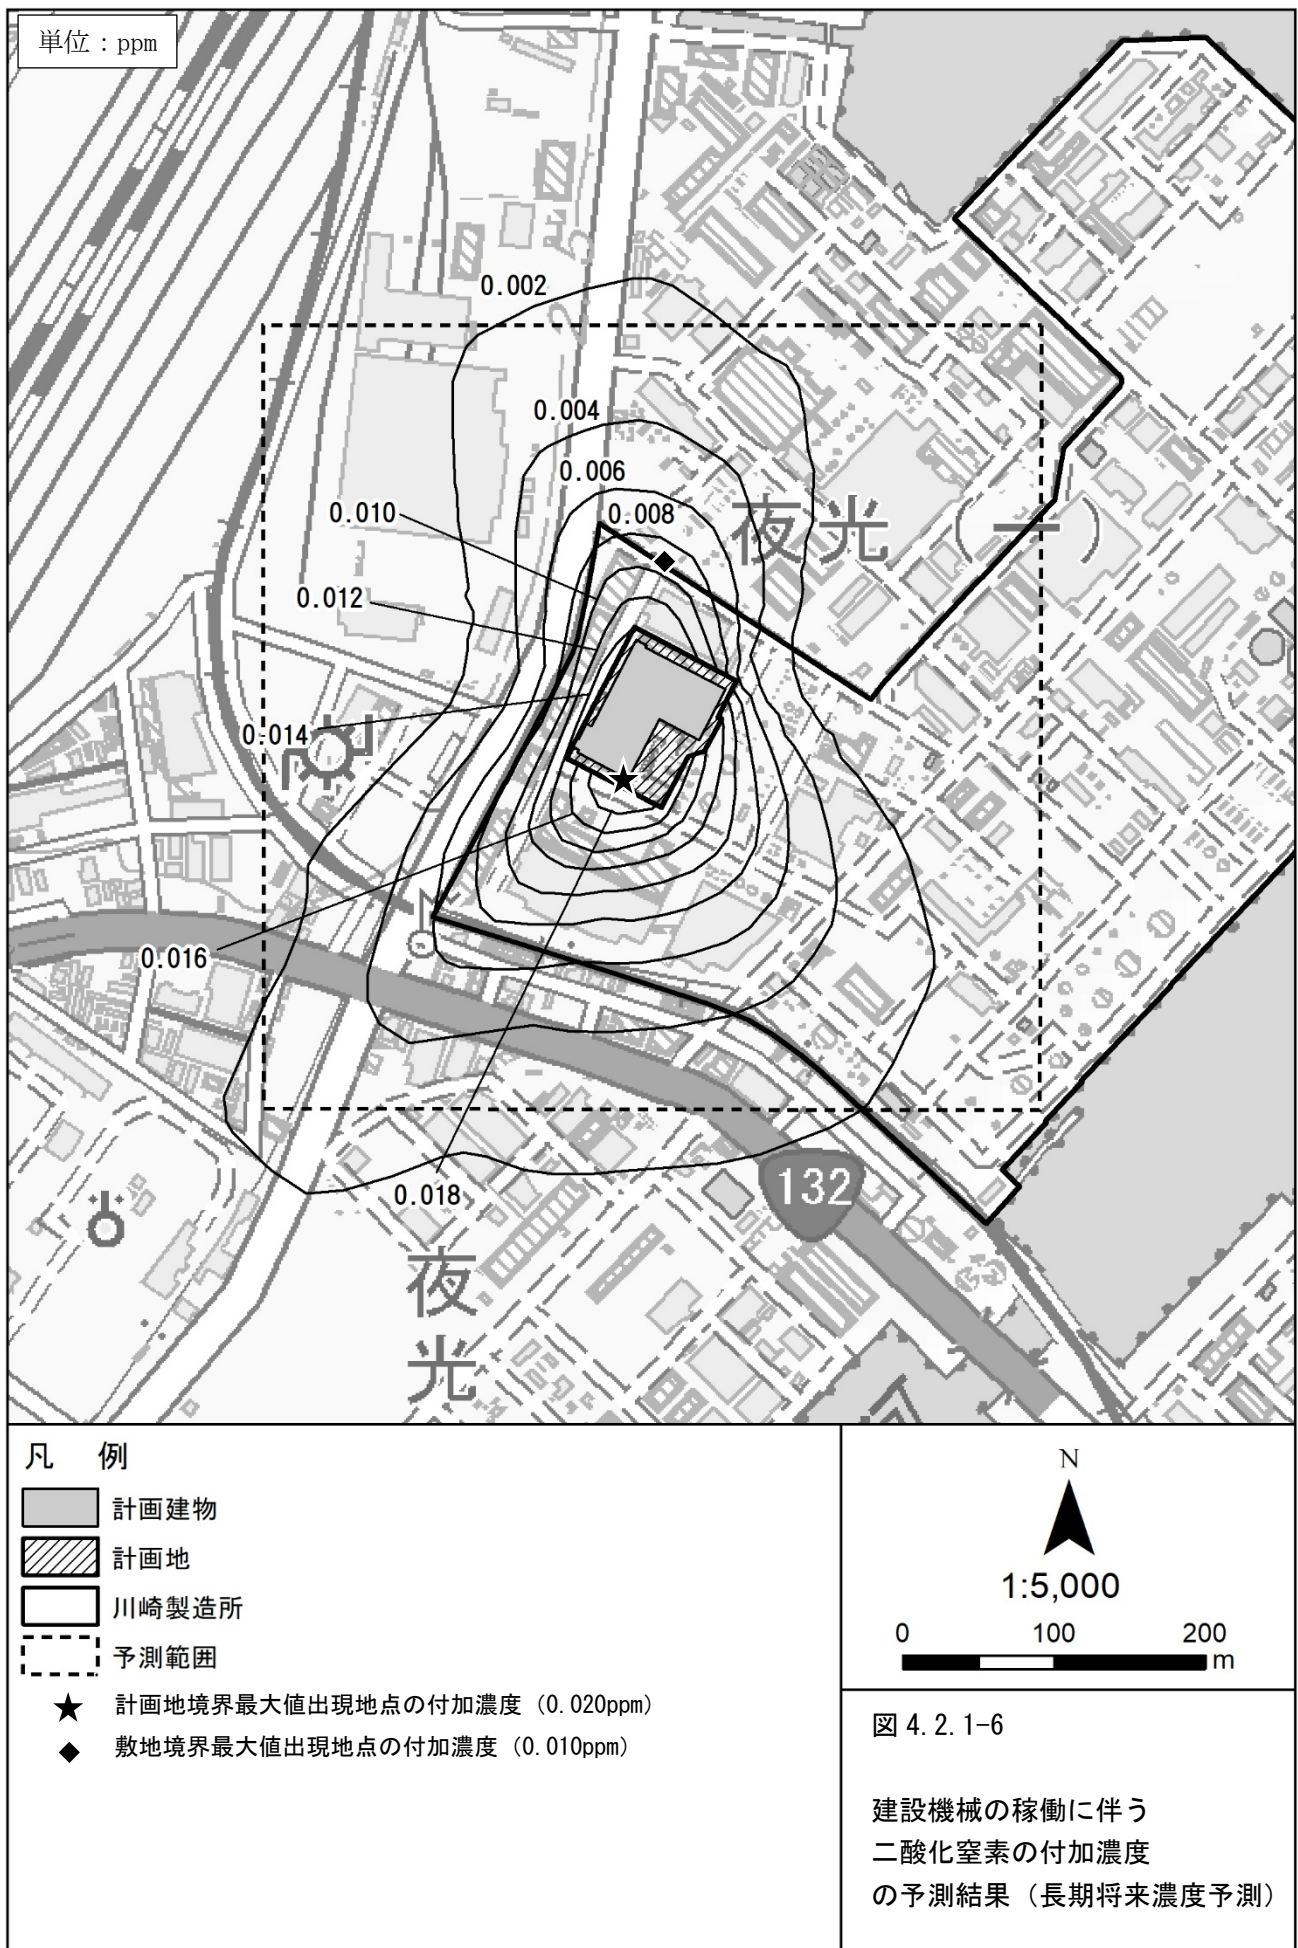 単位：ppm
5
2
0.002
0.004
0.006
0.008
0.010
0.012
0.014
0.016
0.018
夜光（一）
132
夜光
凡 例
計画建物
計画地
川崎製造所
予測範囲
★ 計画地境界最大値出現地点の付加濃度（0.020ppm）
◆ 敷地境界最大値出現地点の付加濃度（0.010ppm）
N
1:5,000
0 100 200
m
図 4.2.1-6
建設機械の稼働に伴う
二酸化窒素の付加濃度
の予測結果（長期将来濃度予測）